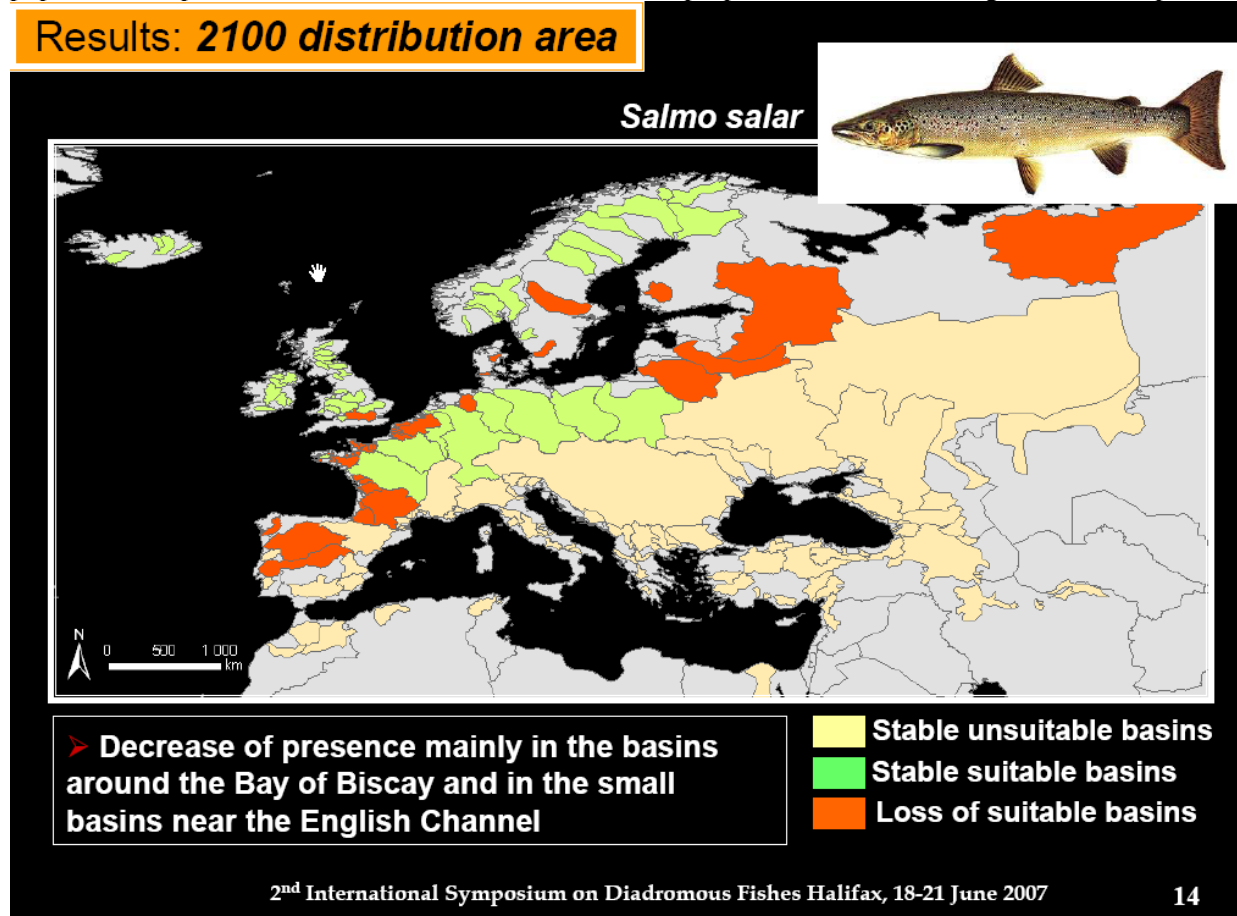 Results: 2100 distribution area
Salmo salar
N
0 500 1 000
km
➢ Decrease of presence mainly in the basins
around the Bay of Biscay and in the small
basins near the English Channel
Stable unsuitable basins
Stable suitable basins
Loss of suitable basins
2nd International Symposium on Diadromous Fishes Halifax, 18-21 June 2007
14